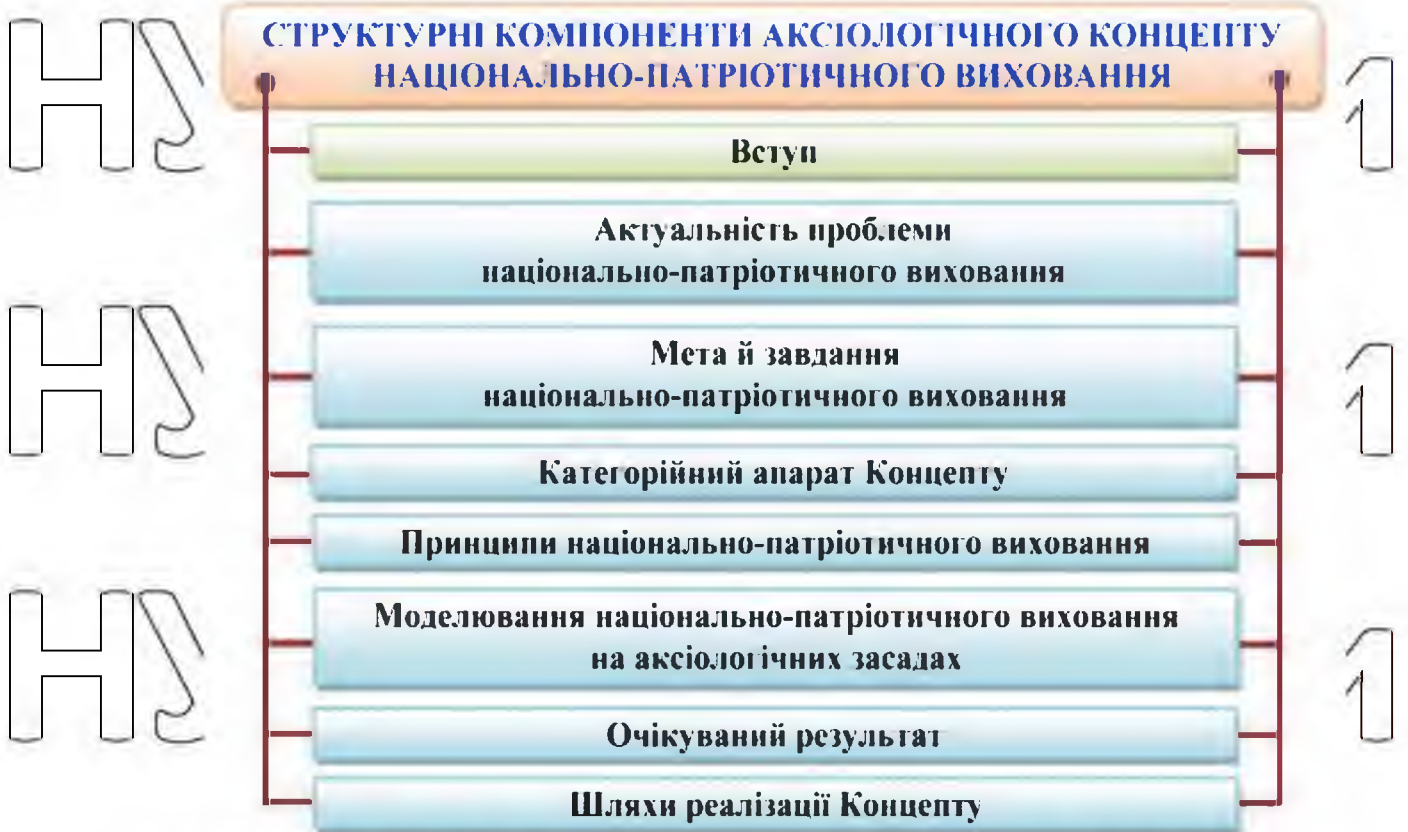 СТРУКТУРНІ КОМПОНЕНТИ АКСІОЛОГІЧНОГО КОНЦЕПТУ
НАЦІОНАЛЬНО-ПАТРІОТИЧНОГО ВИХОВАННЯ
Вступ
Актуальність проблеми
національно-патріотичного виховання
Мета й завдання
національно-патріотичного виховання
Категорійний апарат Концепту
Принципи національно-патріотичного виховання
Моделювання національно-патріотичного виховання
на аксіологічних засадах
Очікуваний результат
Шляхи реалізації Концепту